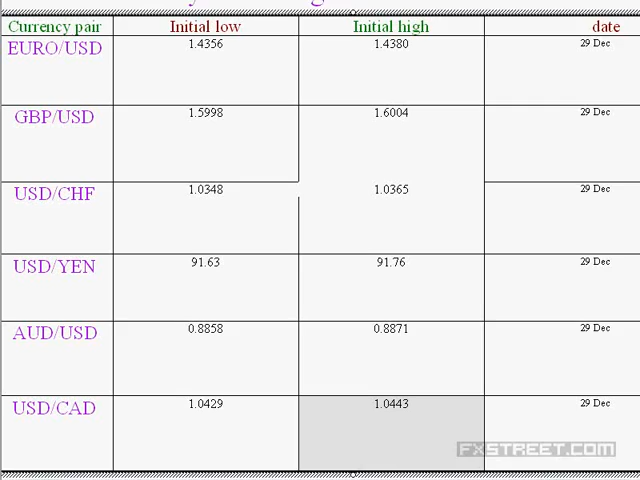 Currency pair Initial low Initial high date
EURO/USD 1.4356 1.4380 29 Dec
GBP/USD 1.5998 1.6004 29 Dec
USD/CHF 1.0348 1.0365 29 Dec
USD/YEN 91.63 91.76 29 Dec
AUD/USD 0.8858 0.8871 29 Dec
USD/CAD 1.0429 1.0443 29 Dec
FXSTREET.COM